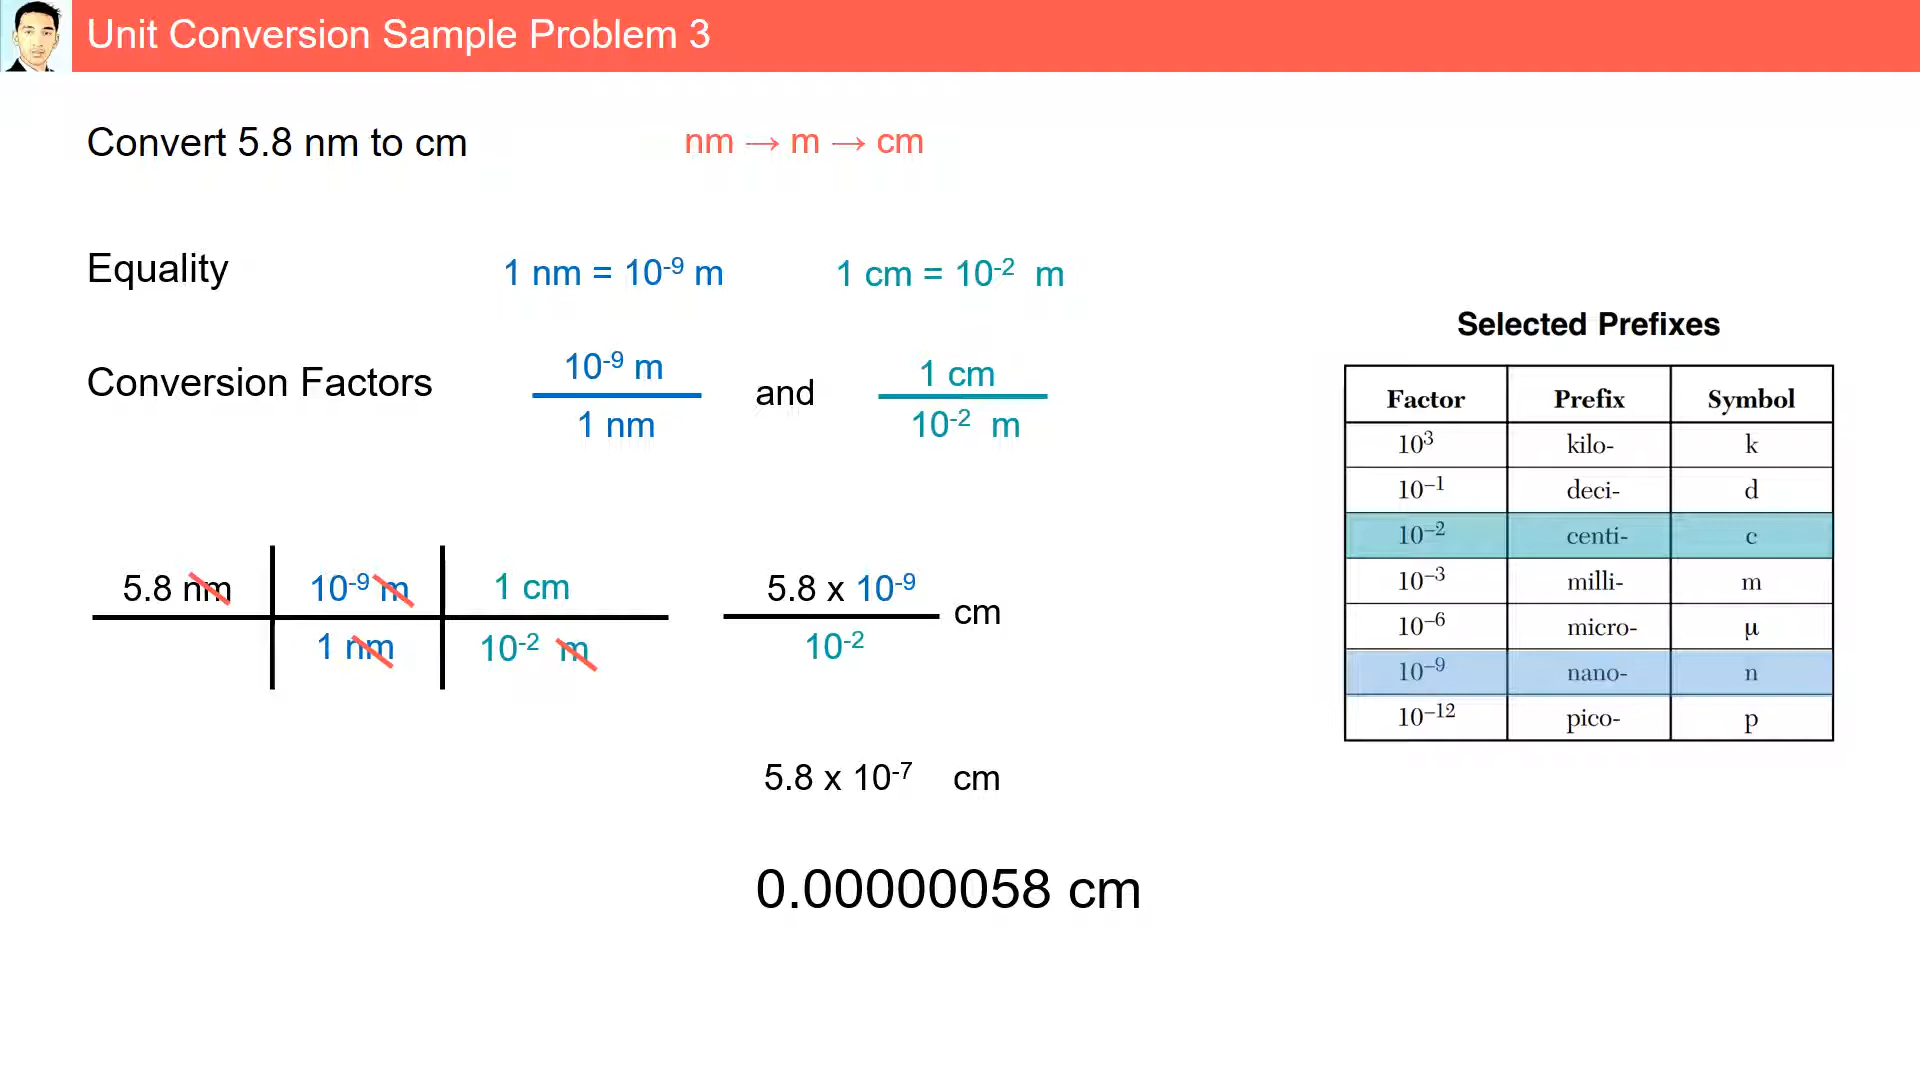 Unit Conversion Sample Problem 3
Convert 5.8 nm to cm
nm → m → cm
Equality
1 nm = 10⁻⁹ m
1 cm = 10⁻² m
Conversion Factors
10⁻⁹ m
1 nm
and
1 cm
10⁻² m
5.8 nm
10⁻⁹ m
1 cm
1 nm
10⁻² m
5.8 x 10⁻⁹
10⁻²
cm
5.8 x 10⁻⁷ cm
0.00000058 cm
Selected Prefixes
Factor Prefix Symbol
10³ kilo- k
10⁻¹ deci- d
10⁻² centi- c
10⁻³ milli- m
10⁻⁶ micro- μ
10⁻⁹ nano- n
10⁻¹² pico- p